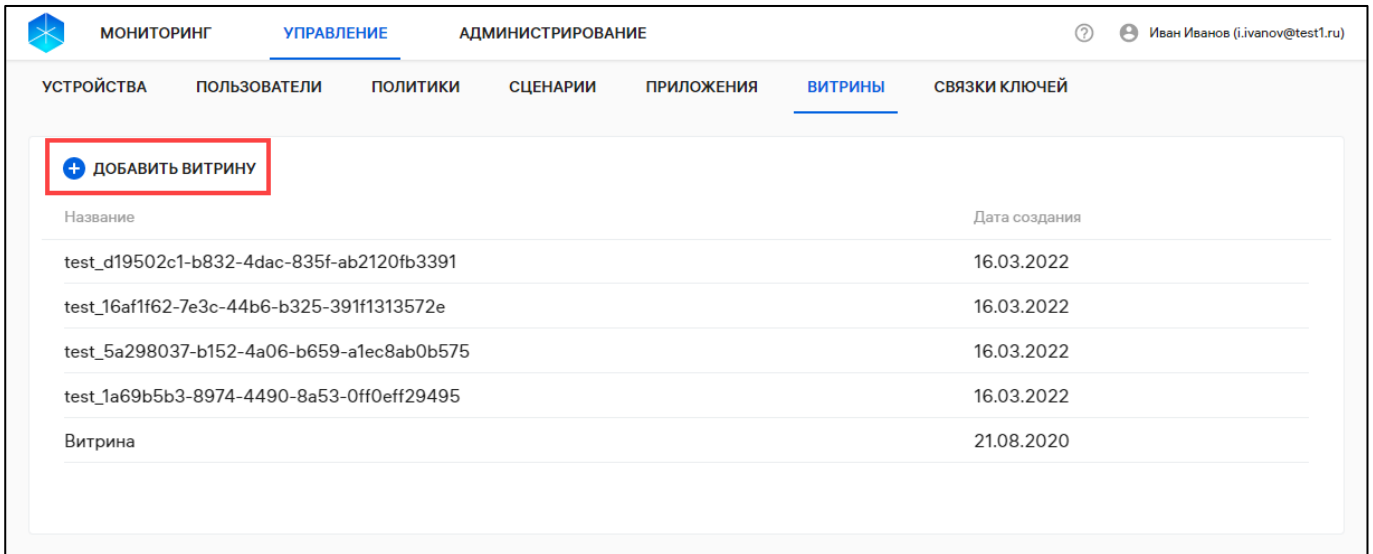 МОНИТОРИНГ УПРАВЛЕНИЕ АДМИНИСТРИРОВАНИЕ ? Иван Иванов (i.ivanov@test1.ru)
УСТРОЙСТВА ПОЛЬЗОВАТЕЛИ ПОЛИТИКИ СЦЕНАРИИ ПРИЛОЖЕНИЯ ВИТРИНЫ СВЯЗКИ КЛЮЧЕЙ
ДОБАВИТЬ ВИТРИНУ
Название Дата создания
test_d19502c1-b832-4dac-835f-ab2120fb3391 16.03.2022
test_16af1f62-7e3c-44b6-b325-391f1313572e 16.03.2022
test_5a298037-b152-4a06-b659-a1ec8ab0b575 16.03.2022
test_1a69b5b3-8974-4490-8a53-0ff0eff29495 16.03.2022
Витрина 21.08.2020